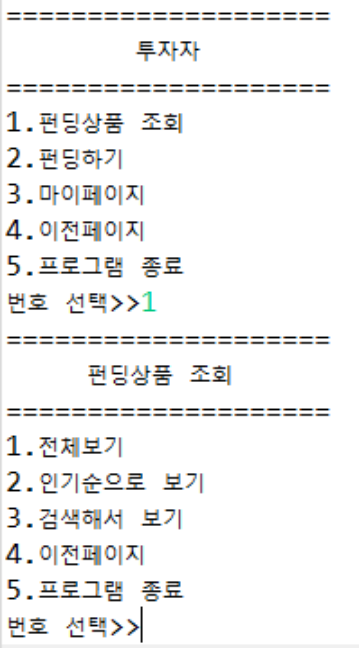 ====================
투자자
====================
1.펀딩상품 조회
2.펀딩하기
3.마이페이지
4.이전페이지
5.프로그램 종료
번호 선택>>1
====================
펀딩상품 조회
====================
1.전체보기
2.인기순으로 보기
3.검색해서 보기
4.이전페이지
5.프로그램 종료
번호 선택>>